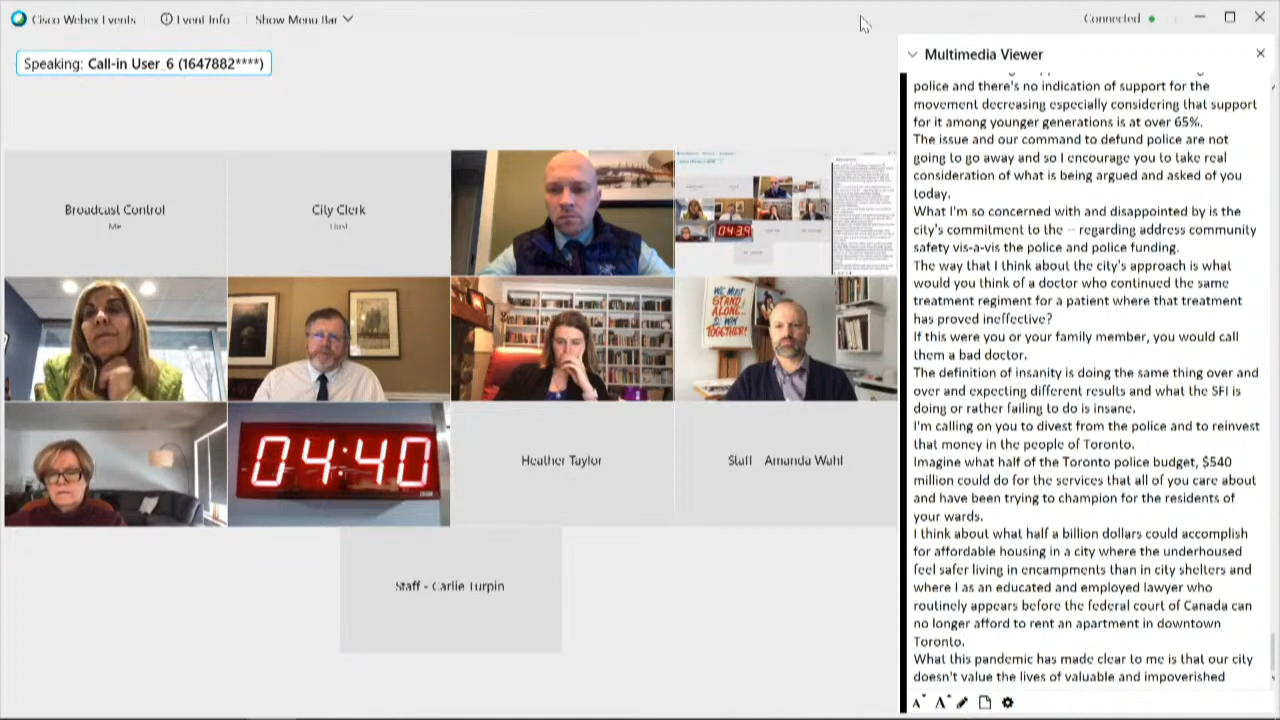 Cisco Webex Events
Event Info
Show Menu Bar
Connected
Speaking: Call-in User_6 (1647882****)
Broadcast Control
Me
City Clerk
Host
WE MUST
STAND
ALONE...
TOGETHER!
04:39
04:40
Heather Taylor
Staff Amanda Wahl
Staff - Carlie Turpin
Multimedia Viewer
police and there's no indication of support for the
movement decreasing especially considering that support
for it among younger generations is at over 65%.
The issue and our command to defund police are not
going to go away and so I encourage you to take real
consideration of what is being argued and asked of you
today.
What I'm so concerned with and disappointed by is the
city's commitment to the -- regarding address community
safety vis-a-vis the police and police funding.
The way that I think about the city's approach is what
would you think of a doctor who continued the same
treatment regiment for a patient where that treatment
has proved ineffective?
If this were you or your family member, you would call
them a bad doctor.
The definition of insanity is doing the same thing over and
over and expecting different results and what the SFI is
doing or rather failing to do is insane.
I'm calling on you to divest from the police and to reinvest
that money in the people of Toronto.
Imagine what half of the Toronto police budget, $540
million could do for the services that all of you care about
and have been trying to champion for the residents of
your wards.
I think about what half a billion dollars could accomplish
for affordable housing in a city where the underhoused
feel safer living in encampments than in city shelters and
where I as an educated and employed lawyer who
routinely appears before the federal court of Canada can
no longer afford to rent an apartment in downtown
Toronto.
What this pandemic has made clear to me is that our city
doesn't value the lives of valuable and impoverished